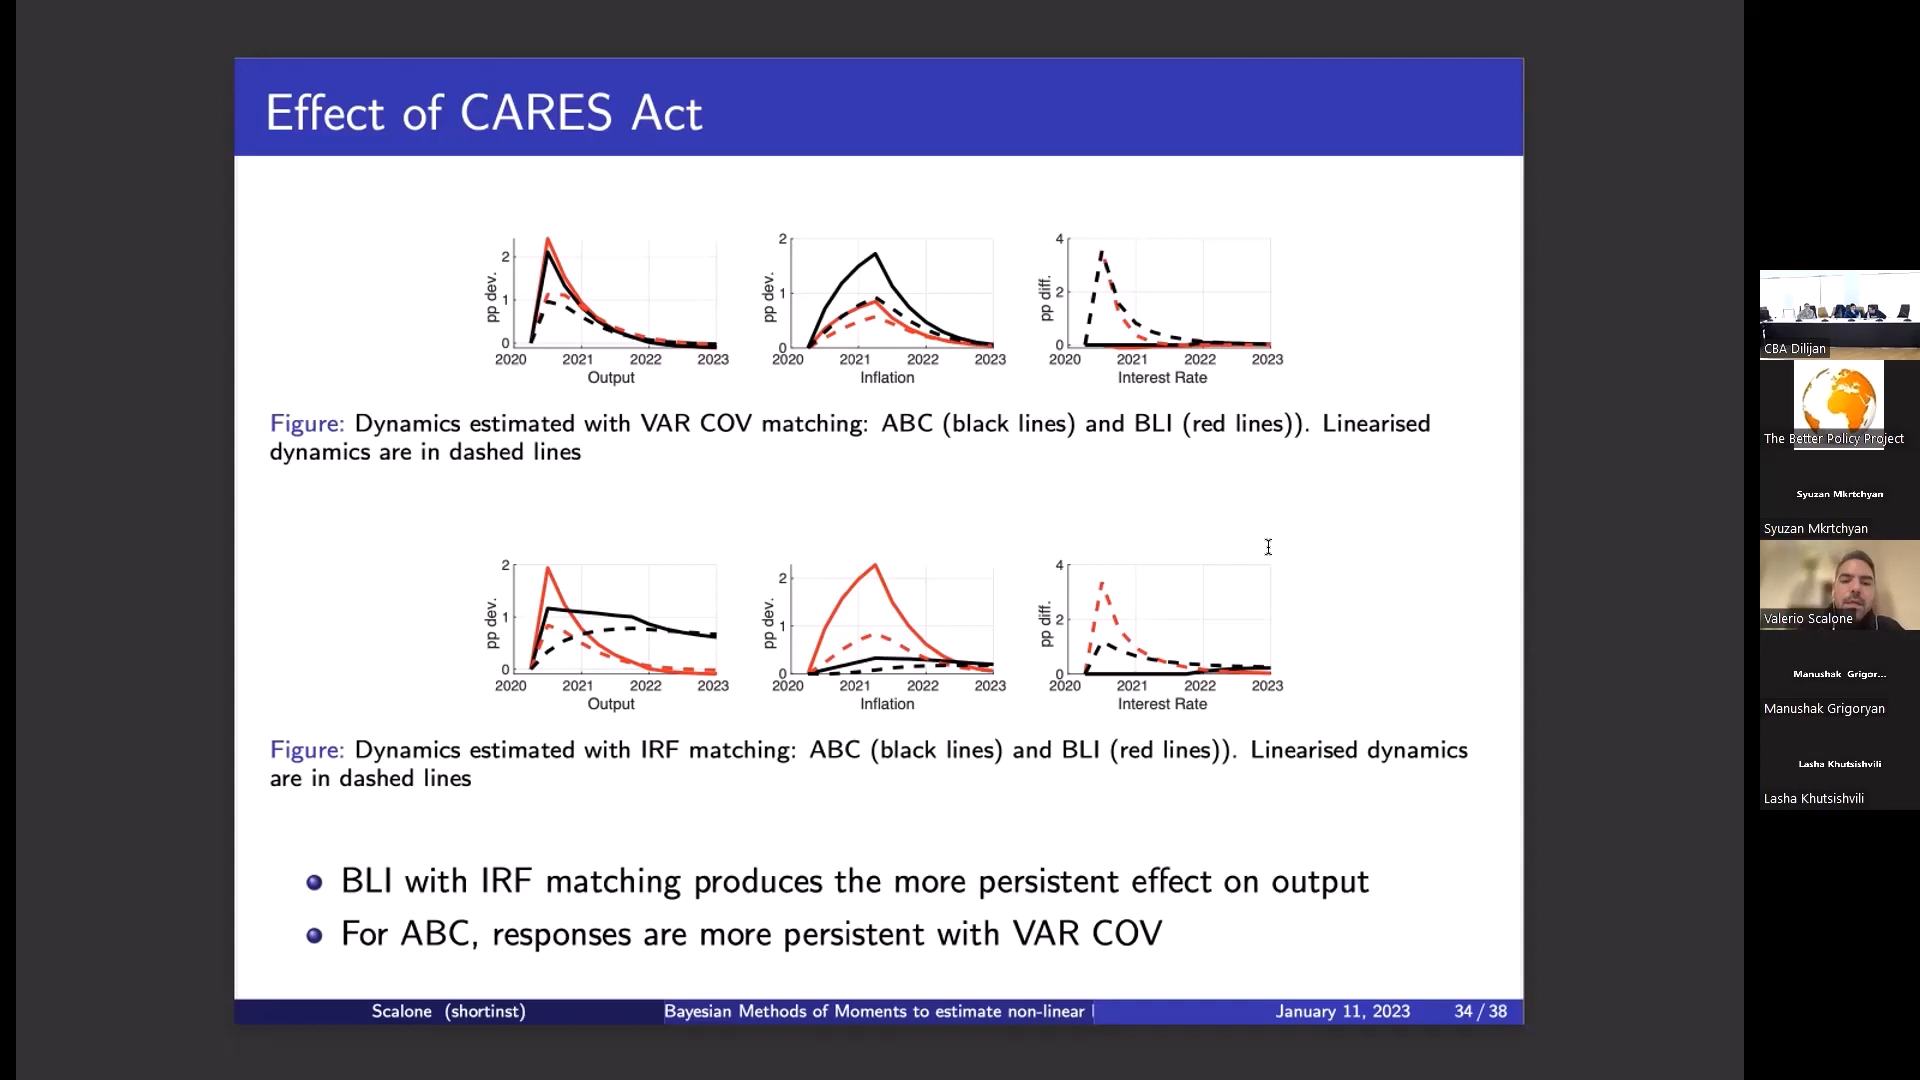 Effect of CARES Act
2
1
0
pp dev.
2020
2021
2022
2023
Output
2
1
0
pp dev.
2020
2021
2022
2023
Inflation
4
2
0
pp diff.
2020
2021
2022
2023
Interest Rate
Figure: Dynamics estimated with VAR COV matching: ABC (black lines) and BLI (red lines)). Linearised
dynamics are in dashed lines
2
1
0
pp dev.
2020
2021
2022
2023
Output
2
1
0
pp dev.
2020
2021
2022
2023
Inflation
4
2
0
pp diff.
2020
2021
2022
2023
Interest Rate
Figure: Dynamics estimated with IRF matching: ABC (black lines) and BLI (red lines)). Linearised dynamics
are in dashed lines
BLI with IRF matching produces the more persistent effect on output
For ABC, responses are more persistent with VAR COV
Scalone (shortinst)
Bayesian Methods of Moments to estimate non-linear
January 11, 2023
34 / 38
CBA Dilijan
The Better Policy Project
Syuzan Mkrtchyan
Syuzan Mkrtchyan
Valerio Scalone
Manushak Grigor...
Manushak Grigoryan
Lasha Khutsishvili
Lasha Khutsishvili